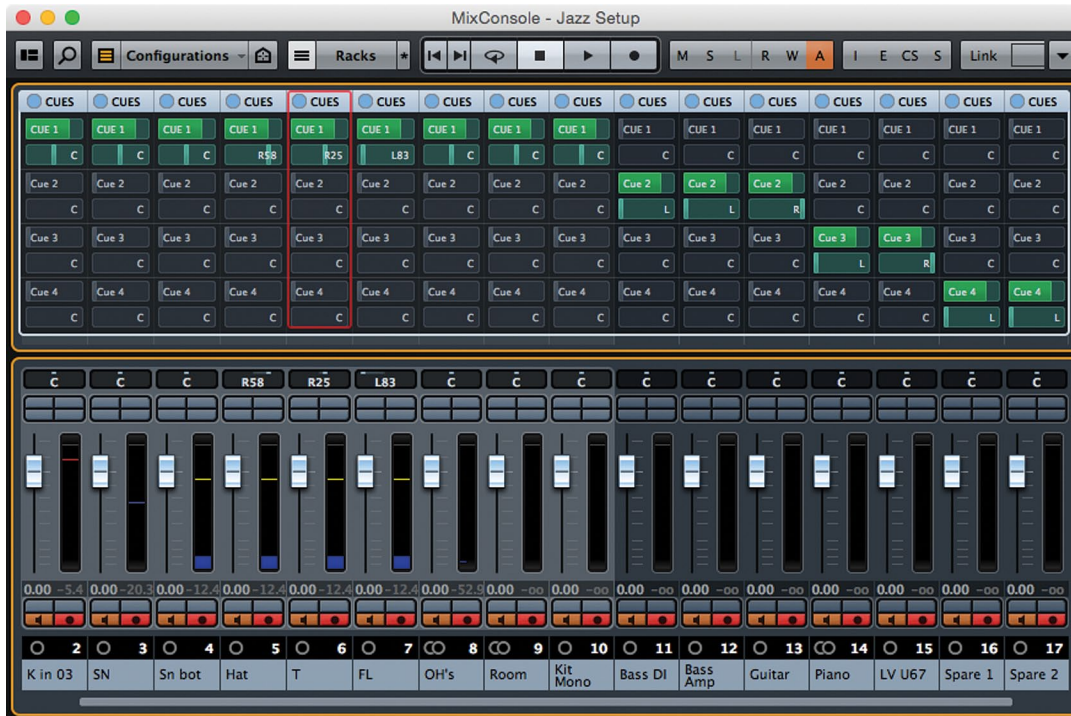 MixConsole - Jazz Setup
Configurations Racks * M S L R W A I E CS S Link
CUES CUES CUES CUES CUES CUES CUES CUES CUES CUES CUES CUES CUES CUES CUES CUES
CUE 1 CUE 1 CUE 1 CUE 1 CUE 1 CUE 1 CUE 1 CUE 1 CUE 1 CUE 1 CUE 1 CUE 1 CUE 1 CUE 1 CUE 1 CUE 1
C C C R58 R25 L83 C C C C C C C C C C
Cue 2 Cue 2 Cue 2 Cue 2 Cue 2 Cue 2 Cue 2 Cue 2 Cue 2 Cue 2 Cue 2 Cue 2 Cue 2 Cue 2 Cue 2 Cue 2
C C C C C C C C C L L R C C C C
Cue 3 Cue 3 Cue 3 Cue 3 Cue 3 Cue 3 Cue 3 Cue 3 Cue 3 Cue 3 Cue 3 Cue 3 Cue 3 Cue 3 Cue 3 Cue 3
C C C C C C C C C C C C L R C C
Cue 4 Cue 4 Cue 4 Cue 4 Cue 4 Cue 4 Cue 4 Cue 4 Cue 4 Cue 4 Cue 4 Cue 4 Cue 4 Cue 4 Cue 4 Cue 4
C C C C C C C C C C C C C C L L
C C C R58 R25 L83 C C C C C C C C C C
0.00 -5.4 0.00 -20.3 0.00 -12.4 0.00 -12.4 0.00 -12.4 0.00 -12.4 0.00 -52.9 0.00 -oo 0.00 -oo 0.00 -oo 0.00 -oo 0.00 -oo 0.00 -oo 0.00 -oo 0.00 -oo 0.00 -oo
2 3 4 5 6 7 8 9 10 11 12 13 14 15 16 17
K in 03 SN Sn bot Hat T FL OH's Room Kit Mono Bass DI Bass Amp Guitar Piano LV U67 Spare 1 Spare 2